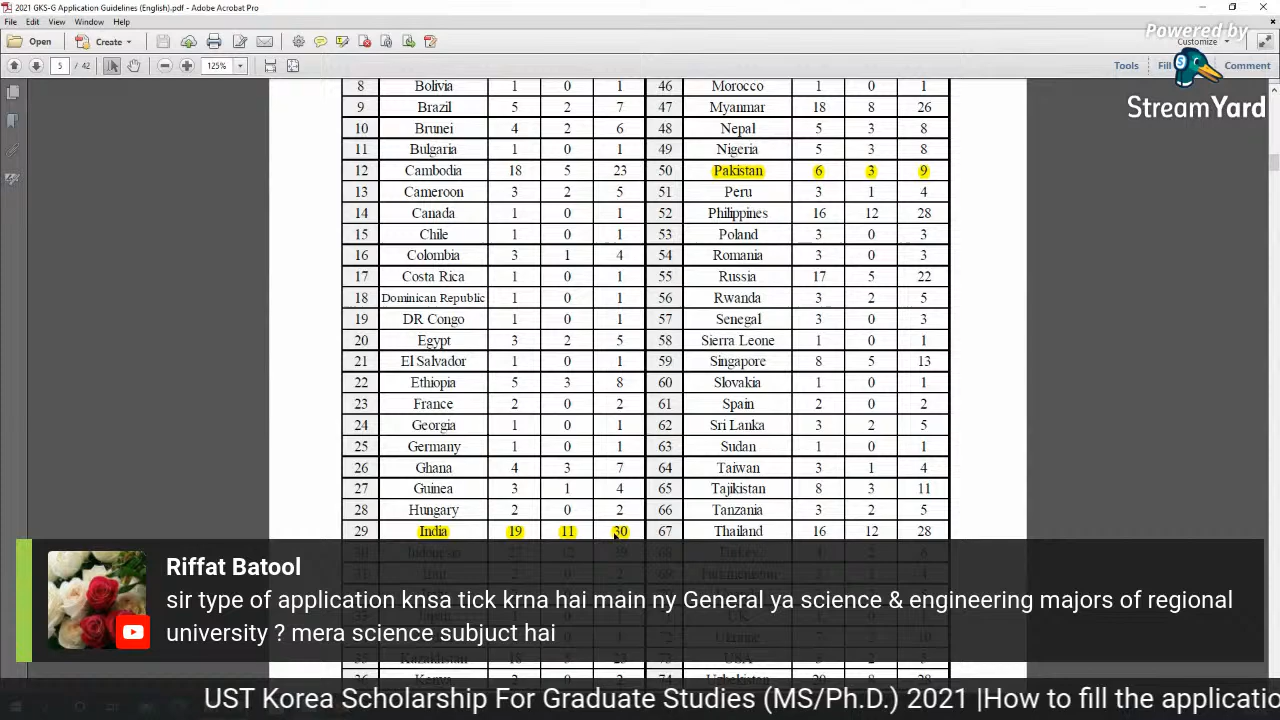 2021 GKS-G Application Guidelines (English).pdf - Adobe Acrobat Pro
File Edit View Window Help
Powered by
Open Create Customize
5 / 42 125% Tools Fill Comment
StreamYard
8 Bolivia 1 0 1 46 Morocco 1 0 1
9 Brazil 5 2 7 47 Myanmar 18 8 26
10 Brunei 4 2 6 48 Nepal 5 3 8
11 Bulgaria 1 0 1 49 Nigeria 5 3 8
12 Cambodia 18 5 23 50 Pakistan 6 3 9
13 Cameroon 3 2 5 51 Peru 3 1 4
14 Canada 1 0 1 52 Philippines 16 12 28
15 Chile 1 0 1 53 Poland 3 0 3
16 Colombia 3 1 4 54 Romania 3 0 3
17 Costa Rica 1 0 1 55 Russia 17 5 22
18 Dominican Republic 1 0 1 56 Rwanda 3 2 5
19 DR Congo 1 0 1 57 Senegal 3 0 3
20 Egypt 3 2 5 58 Sierra Leone 1 0 1
21 El Salvador 1 0 1 59 Singapore 8 5 13
22 Ethiopia 5 3 8 60 Slovakia 1 0 1
23 France 2 0 2 61 Spain 2 0 2
24 Georgia 1 0 1 62 Sri Lanka 3 2 5
25 Germany 1 0 1 63 Sudan 1 0 1
26 Ghana 4 3 7 64 Taiwan 3 1 4
27 Guinea 3 1 4 65 Tajikistan 8 3 11
28 Hungary 2 0 2 66 Tanzania 3 2 5
29 India 19 11 30 67 Thailand 16 12 28
Riffat Batool
sir type of application knsa tick krna hai main ny General ya science & engineering majors of regional
university ? mera science subjuct hai
UST Korea Scholarship For Graduate Studies (MS/Ph.D.) 2021 |How to fill the applicatio